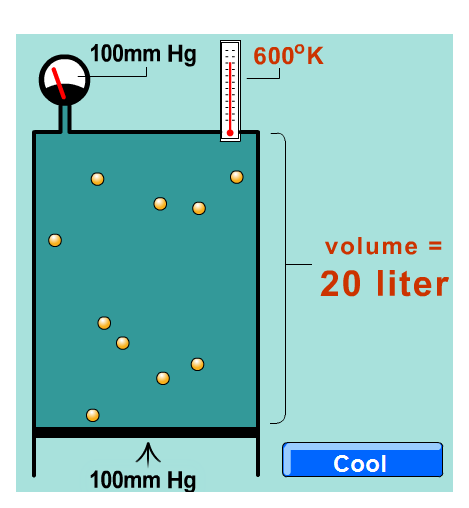 100mm Hg
600°K
volume =
20 liter
100mm Hg
Cool